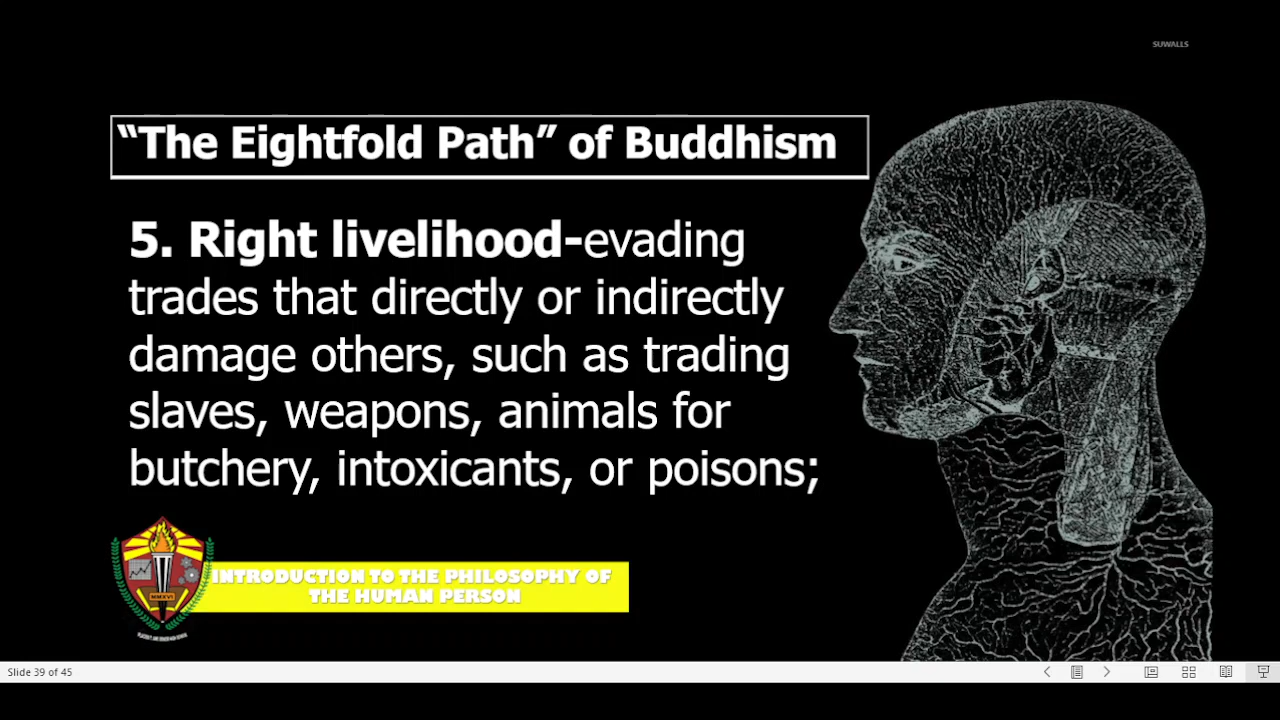 SUWALLS
“The Eightfold Path” of Buddhism
5. Right livelihood-evading
trades that directly or indirectly
damage others, such as trading
slaves, weapons, animals for
butchery, intoxicants, or poisons;
MMXVI
INTRODUCTION TO THE PHILOSOPHY OF
THE HUMAN PERSON
Slide 39 of 45